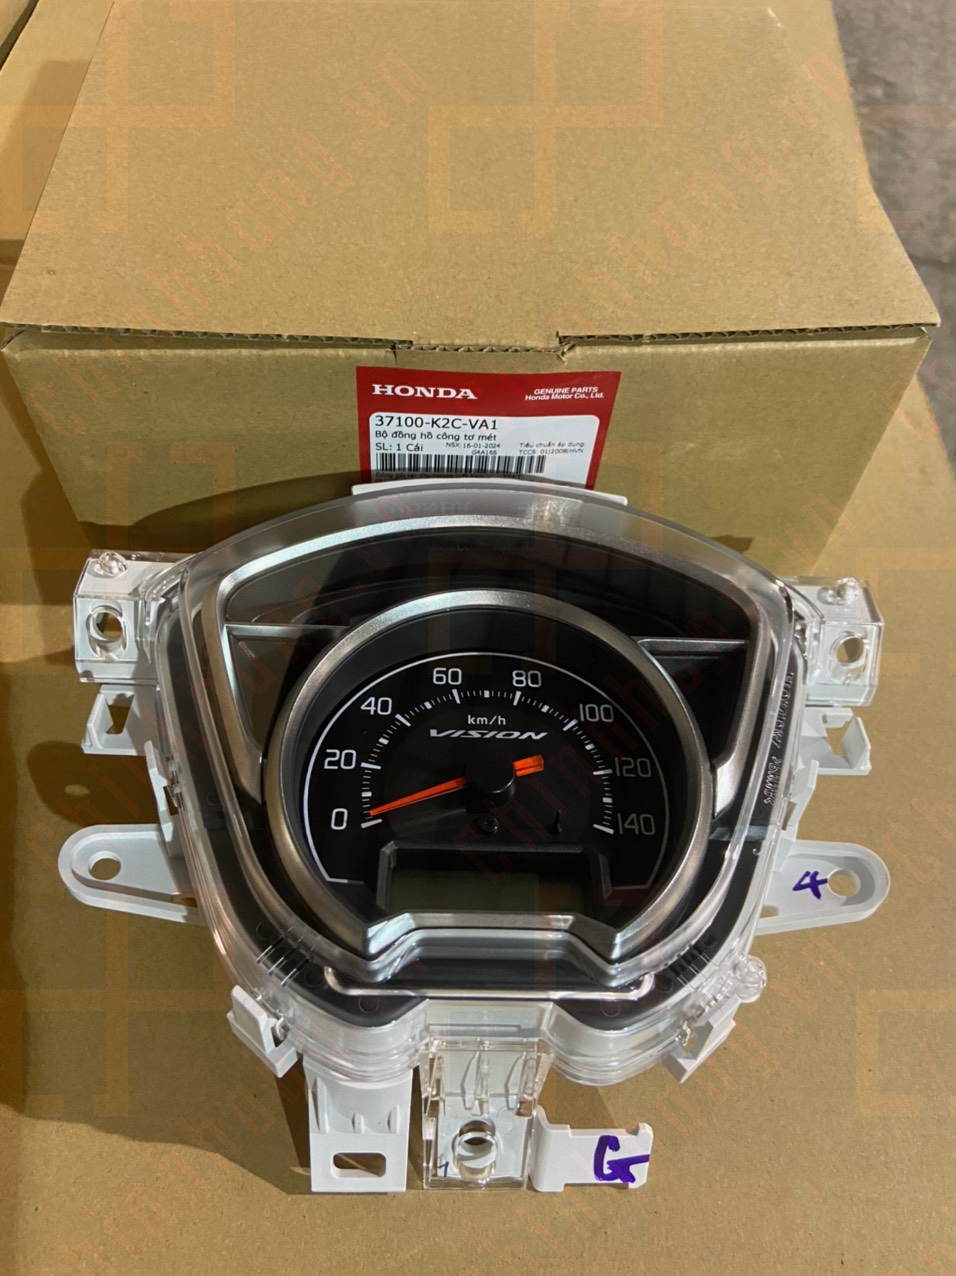 HONDA
GENUINE PARTS
Honda Motor Co., Ltd.
37100-K2C-VA1
Bộ đồng hồ công tơ mét
SL: 1 Cái
NSX: 16-01-2024
G4A165
Tiêu chuẩn áp dụng
TCCS 01|2008|HVN
0
20
40
60
80
100
120
140
km/h
VISION
4
G
chinhhang.vn